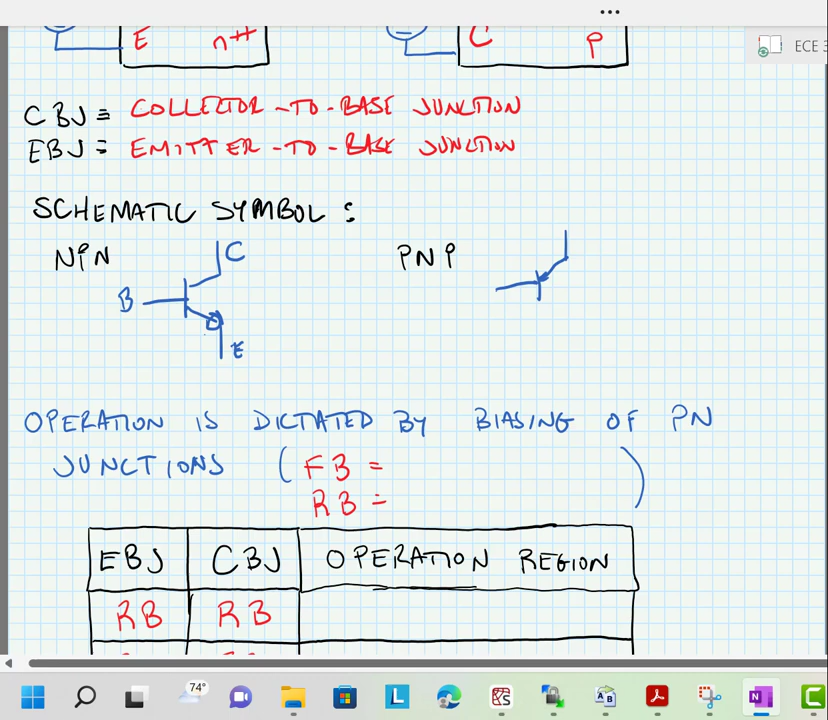 E n++ C P
ECE 3
CBJ ≡ COLLECTOR-TO-BASE JUNCTION
EBJ = EMITTER-TO-BASE JUNCTION
SCHEMATIC SYMBOL:
NPN PNP
C
B
E
OPERATION IS DICTATED BY BIASING OF PN
JUNCTIONS (FB = )
RB =
EBJ CBJ OPERATION REGION
RB RB
74°
L